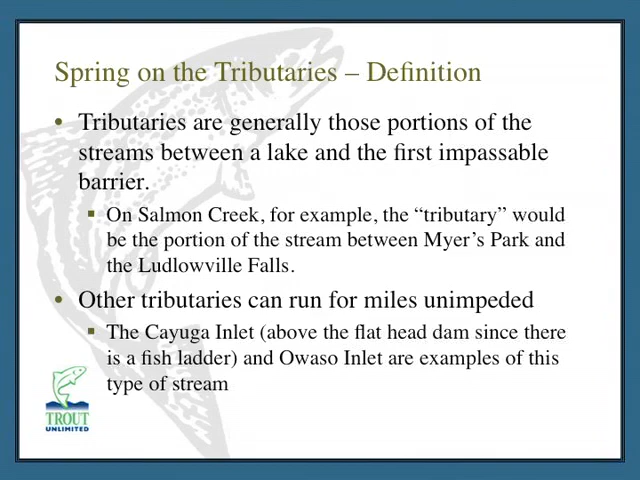 Spring on the Tributaries – Definition
• Tributaries are generally those portions of the
streams between a lake and the first impassable
barrier.
▪ On Salmon Creek, for example, the “tributary” would
be the portion of the stream between Myer’s Park and
the Ludlowville Falls.
• Other tributaries can run for miles unimpeded
▪ The Cayuga Inlet (above the flat head dam since there
is a fish ladder) and Owaso Inlet are examples of this
type of stream
TROUT
UNLIMITED